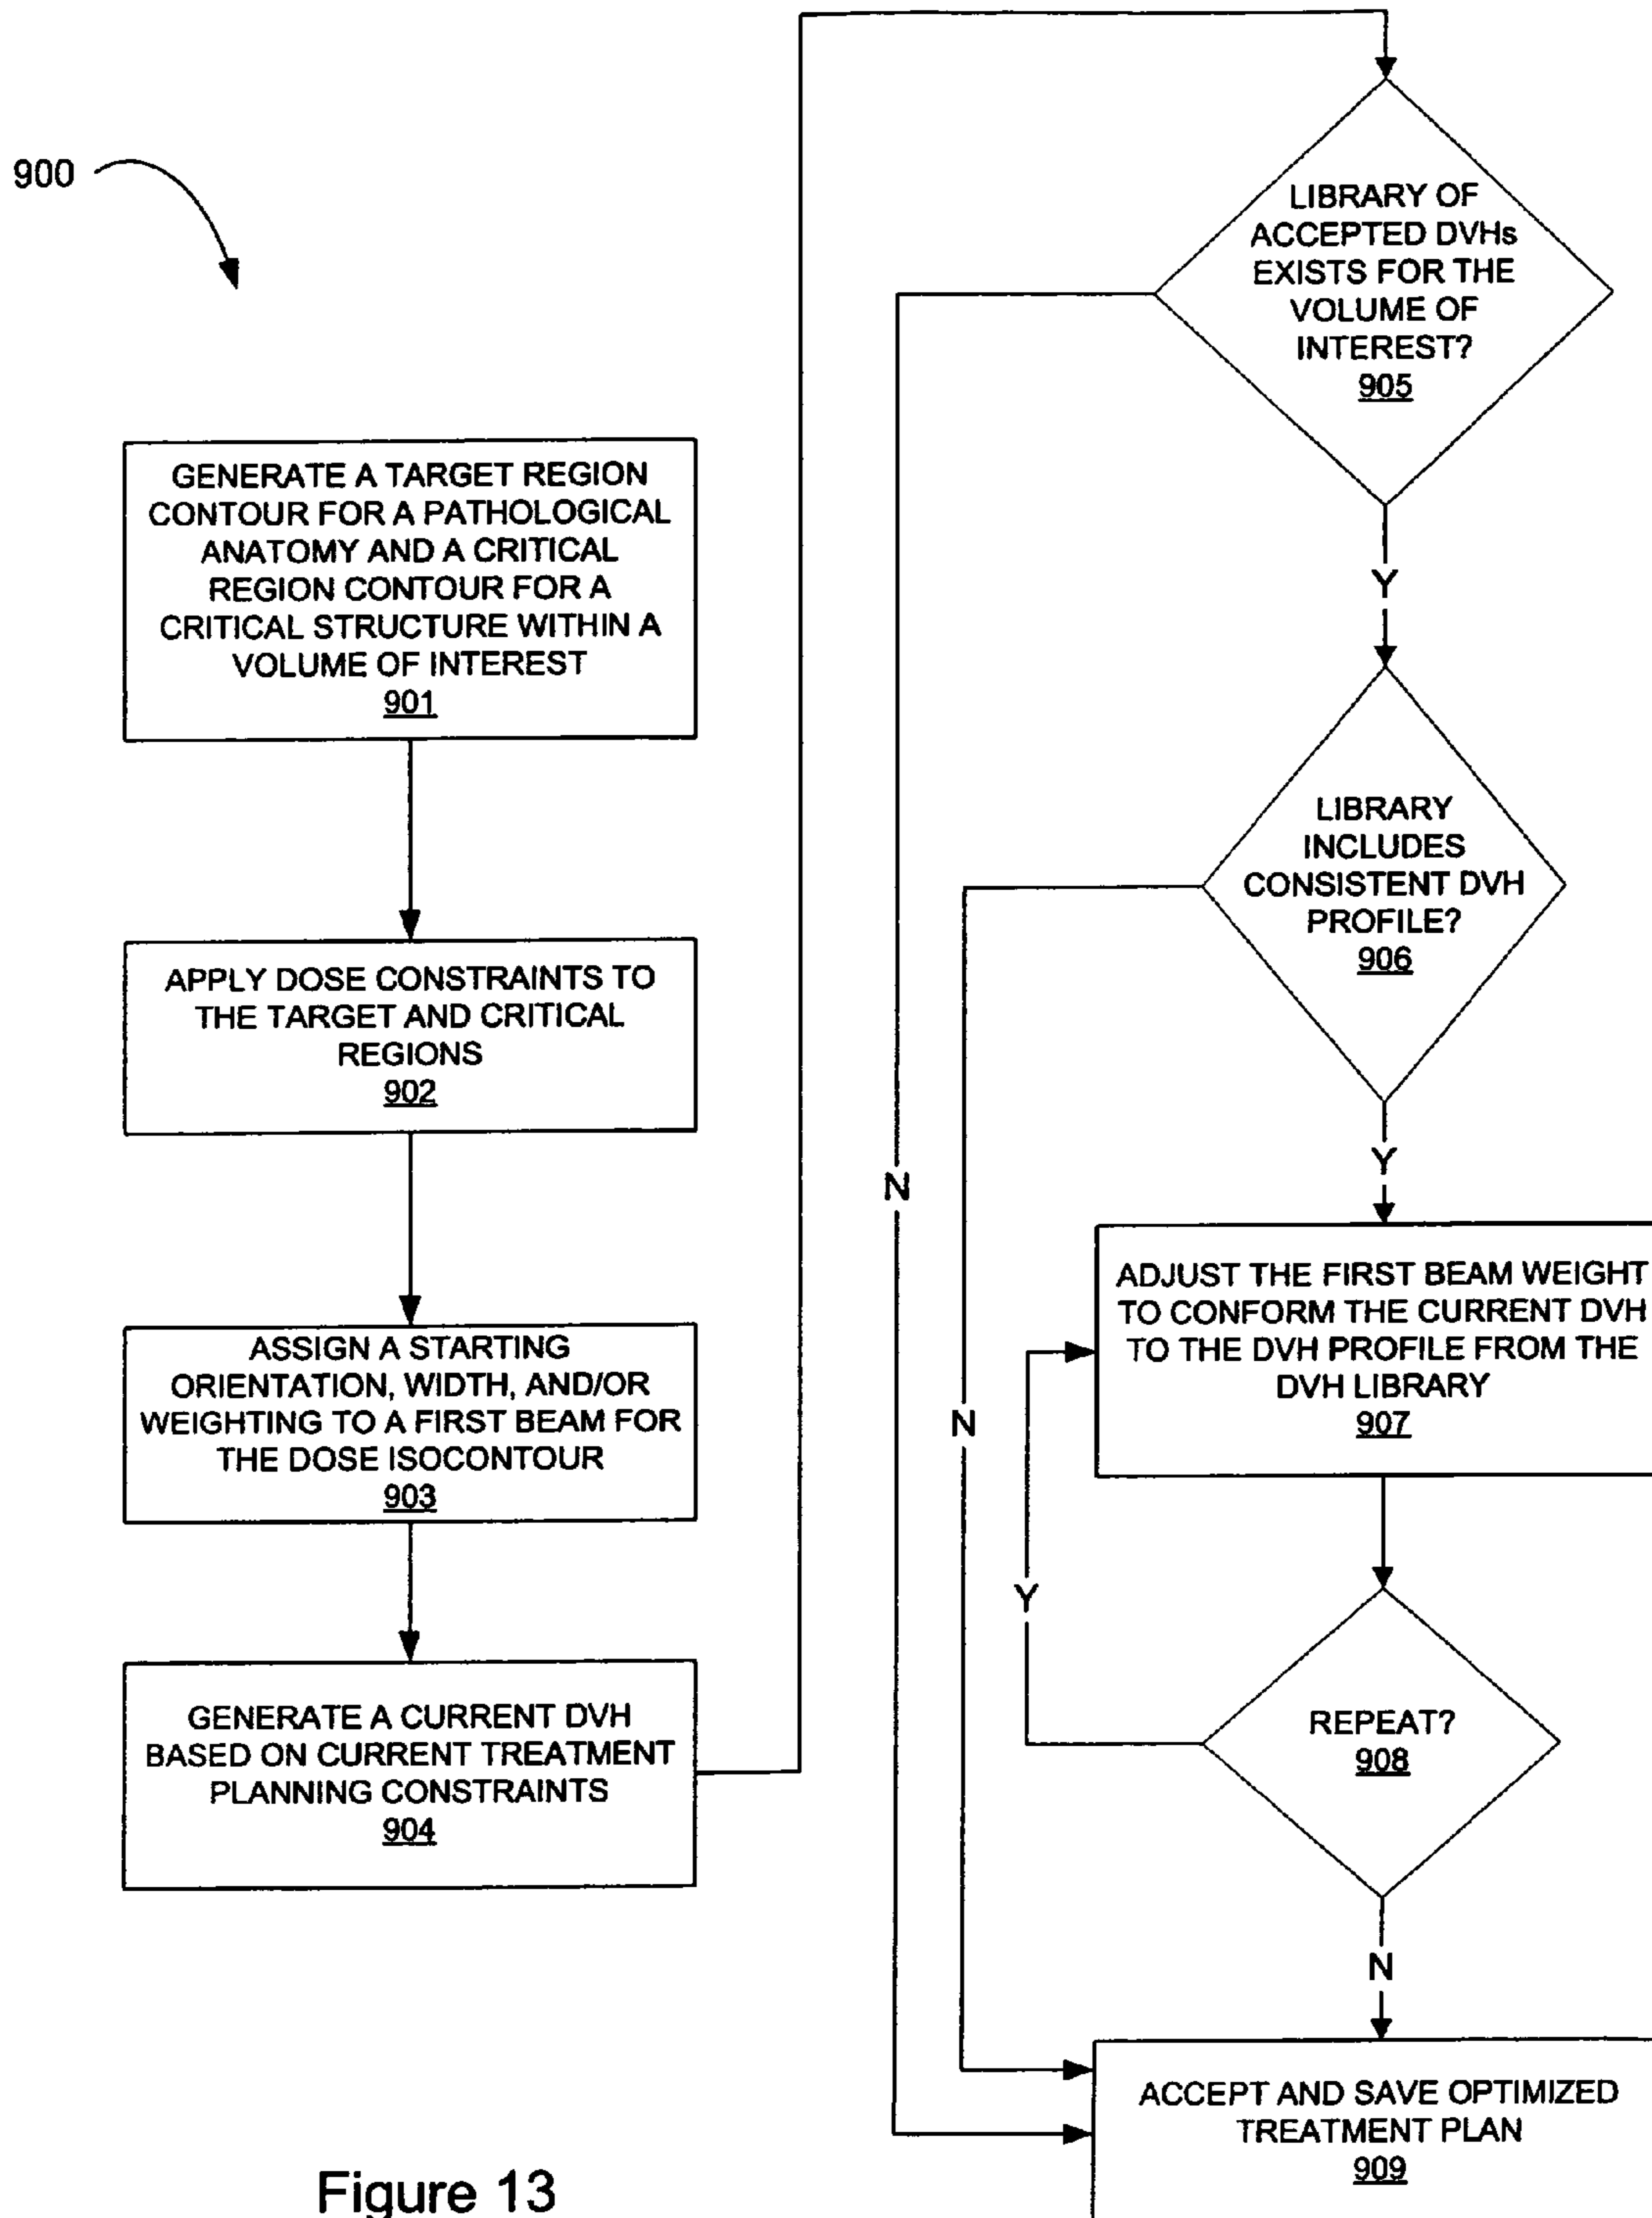 900
GENERATE A TARGET REGION
CONTOUR FOR A PATHOLOGICAL
ANATOMY AND A CRITICAL
REGION CONTOUR FOR A
CRITICAL STRUCTURE WITHIN A
VOLUME OF INTEREST
901
APPLY DOSE CONSTRAINTS TO
THE TARGET AND CRITICAL
REGIONS
902
ASSIGN A STARTING
ORIENTATION, WIDTH, AND/OR
WEIGHTING TO A FIRST BEAM FOR
THE DOSE ISOCONTOUR
903
GENERATE A CURRENT DVH
BASED ON CURRENT TREATMENT
PLANNING CONSTRAINTS
904
LIBRARY OF
ACCEPTED DVHs
EXISTS FOR THE
VOLUME OF
INTEREST?
905
Y
N
LIBRARY
INCLUDES
CONSISTENT DVH
PROFILE?
906
Y
N
ADJUST THE FIRST BEAM WEIGHT
TO CONFORM THE CURRENT DVH
TO THE DVH PROFILE FROM THE
DVH LIBRARY
907
Y
REPEAT?
908
N
ACCEPT AND SAVE OPTIMIZED
TREATMENT PLAN
909
Figure 13